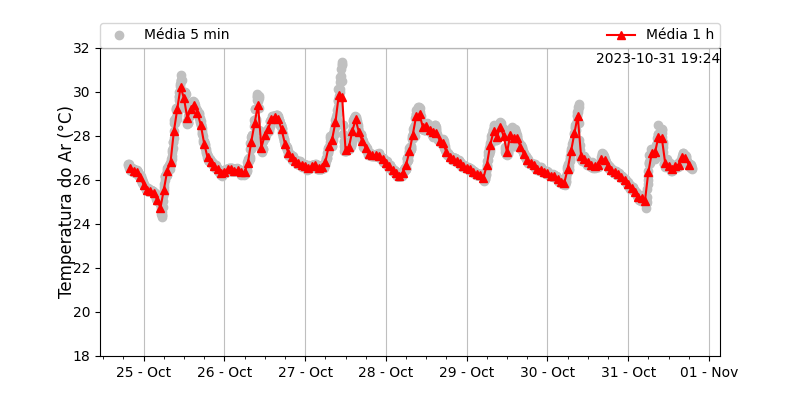 Média 5 min
Média 1 h
2023-10-31 19:24
Temperatura do Ar (°C)
32
30
28
26
24
22
20
18
25 - Oct
26 - Oct
27 - Oct
28 - Oct
29 - Oct
30 - Oct
31 - Oct
01 - Nov